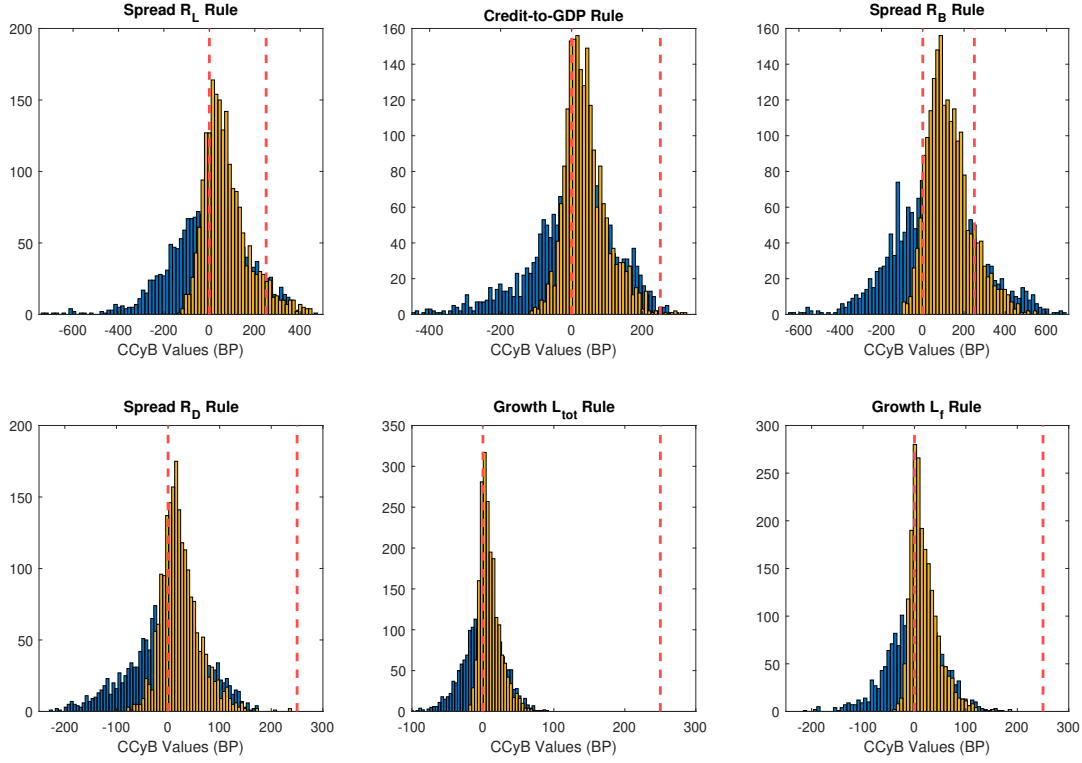 Spread R_L Rule
200
150
100
50
0
-600 -400 -200 0 200 400
CCyB Values (BP)
Credit-to-GDP Rule
160
140
120
100
80
60
40
20
0
-400 -200 0 200
CCyB Values (BP)
Spread R_B Rule
160
140
120
100
80
60
40
20
0
-600 -400 -200 0 200 400 600
CCyB Values (BP)
Spread R_D Rule
200
150
100
50
0
-200 -100 0 100 200 300
CCyB Values (BP)
Growth L_tot Rule
350
300
250
200
150
100
50
0
-100 0 100 200 300
CCyB Values (BP)
Growth L_f Rule
300
250
200
150
100
50
0
-200 -100 0 100 200 300
CCyB Values (BP)